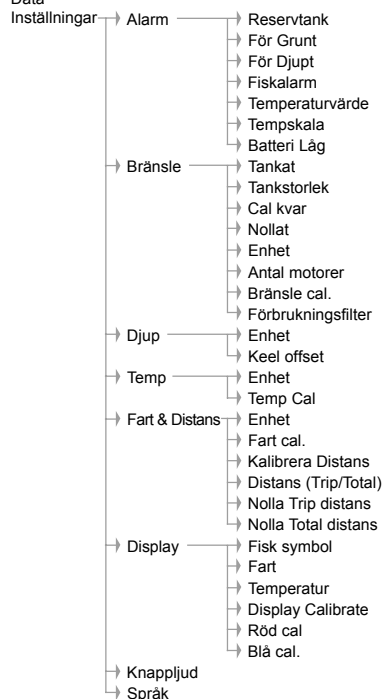 Data
Inställningar
Alarm
Reservtank
För Grunt
För Djupt
Fiskalarm
Temperaturvärde
Tempskala
Batteri Låg
Bränsle
Tankat
Tankstorlek
Cal kvar
Nollat
Enhet
Antal motorer
Bränsle cal.
Förbrukningsfilter
Djup
Enhet
Keel offset
Temp
Enhet
Temp Cal
Fart & Distans
Enhet
Fart cal.
Kalibrera Distans
Distans (Trip/Total)
Nolla Trip distans
Nolla Total distans
Display
Fisk symbol
Fart
Temperatur
Display Calibrate
Röd cal
Blå cal.
Knappljud
Språk